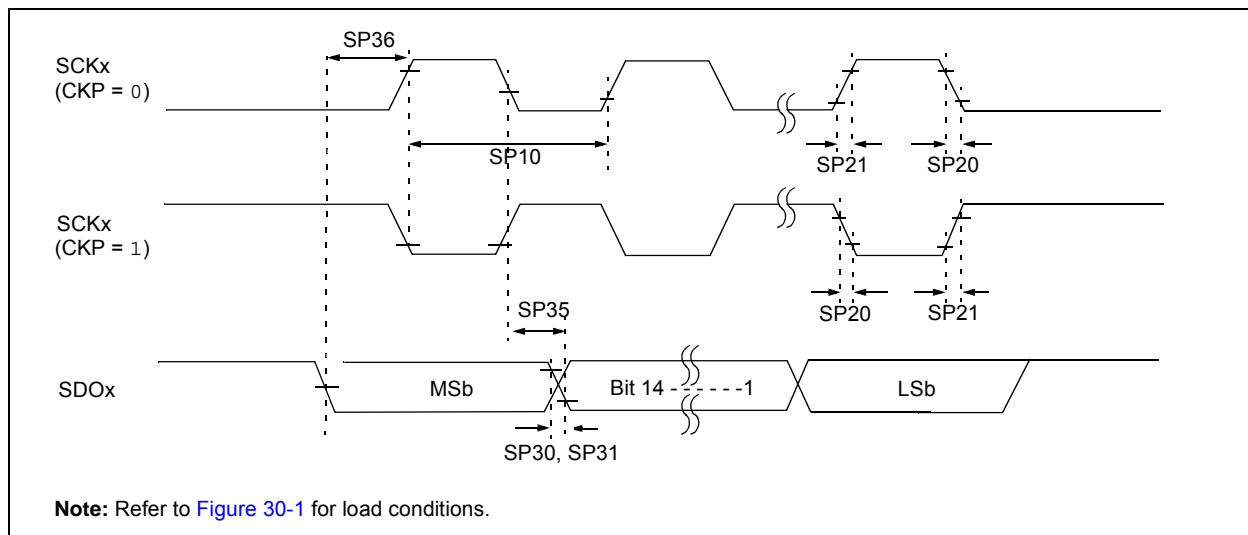 SP36
SCKx
(CKP = 0)
SP10
SP21
SP20
SCKx
(CKP = 1)
SP35
SP20
SP21
SDOx
MSb
Bit 14 - - - - - -1
LSb
SP30, SP31
Note: Refer to Figure 30-1 for load conditions.